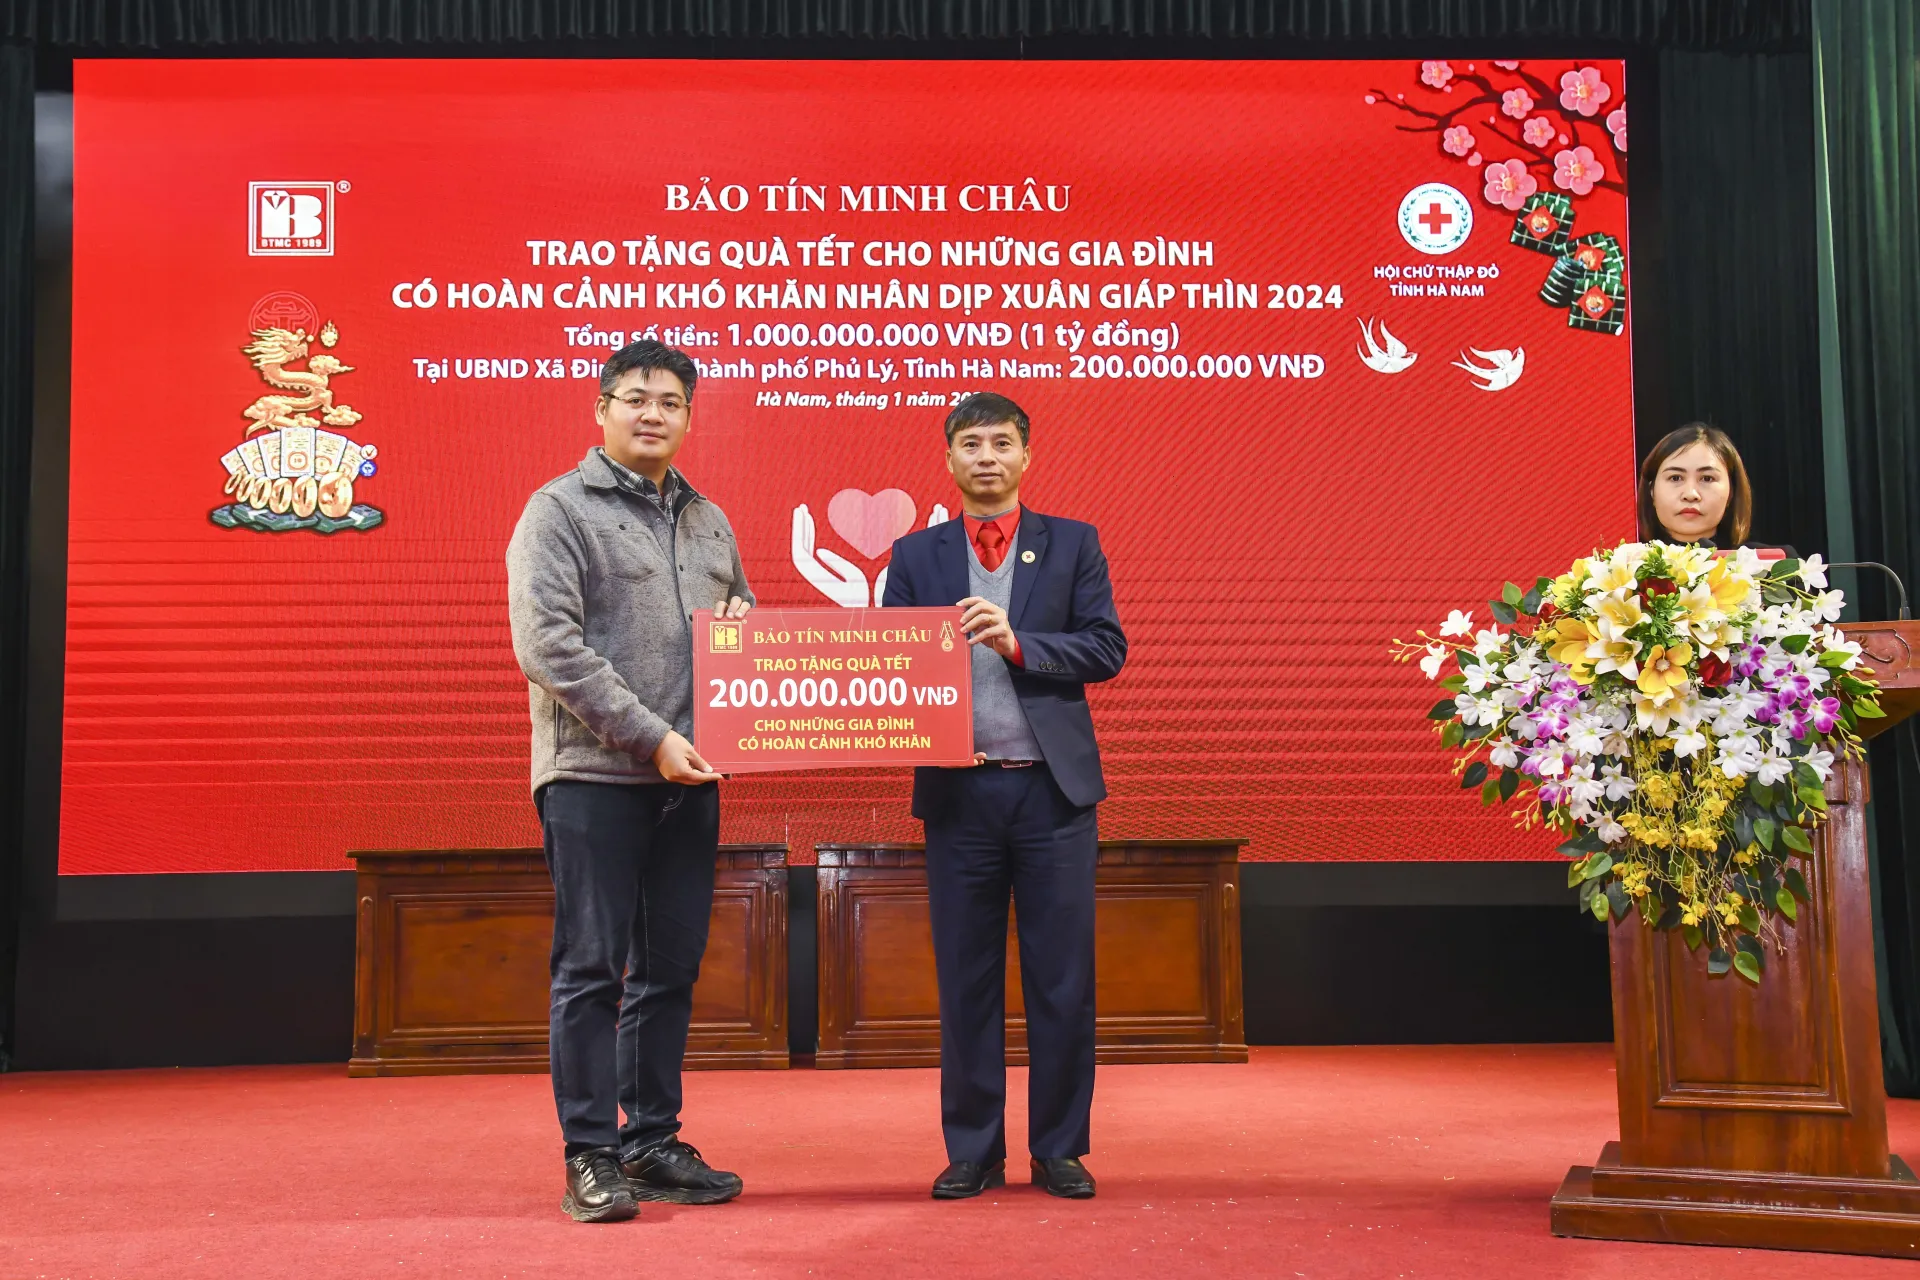 BẢO TÍN MINH CHÂU
TRAO TẶNG QUÀ TẾT CHO NHỮNG GIA ĐÌNH
CÓ HOÀN CẢNH KHÓ KHĂN NHÂN DỊP XUÂN GIÁP THÌN 2024
Tổng số tiền: 1.000.000.000 VNĐ (1 tỷ đồng)
Tại UBND Xã phố Phủ Lý, Tỉnh Hà Nam: 200.000.000 VNĐ
Hà Nam, tháng 1 năm
VB
®
BTMC 1989
HỘI CHỮ THẬP ĐỎ
TỈNH HÀ NAM
BTMC 1989
BẢO TÍN MINH CHÂU
TRAO TẶNG QUÀ TẾT
200.000.000 VNĐ
CHO NHỮNG GIA ĐÌNH
CÓ HOÀN CẢNH KHÓ KHĂN